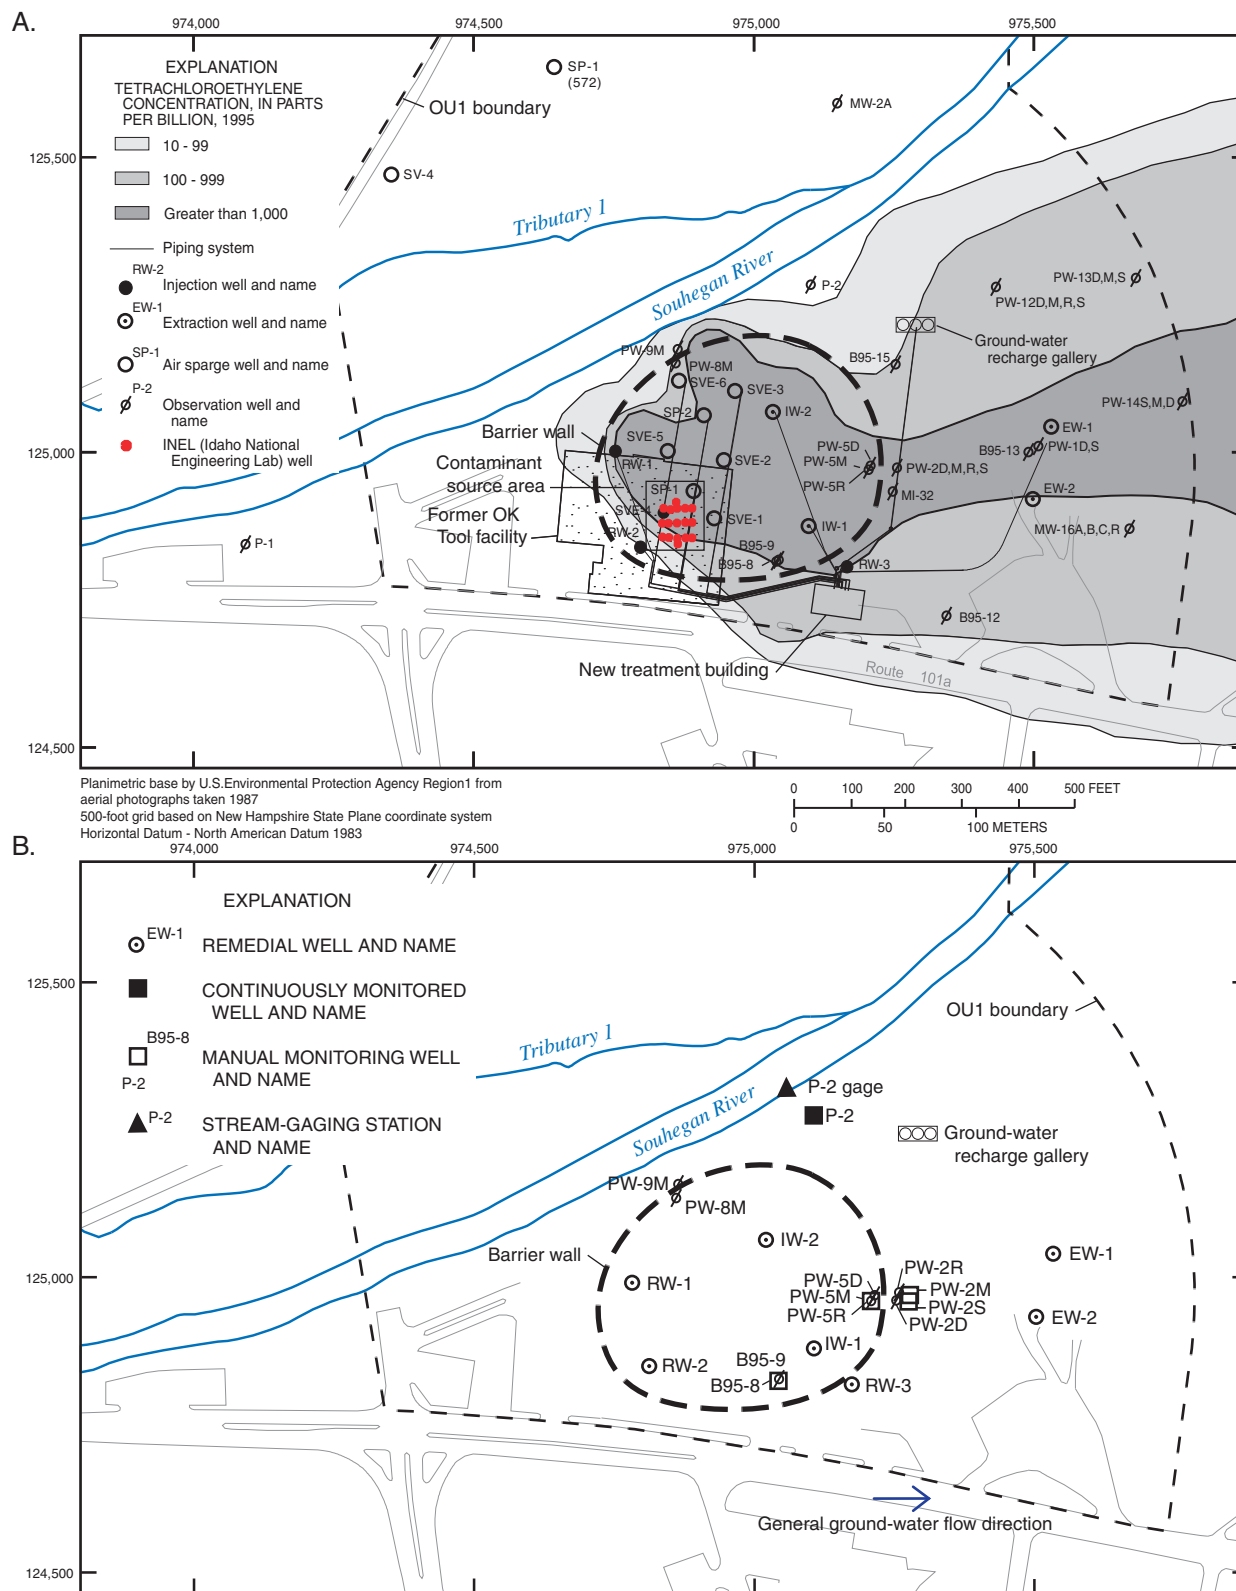 A.
974,000
974,500
975,000
975,500
EXPLANATION
TETRACHLOROETHYLENE
CONCENTRATION, IN PARTS
PER BILLION, 1995
10 - 99
100 - 999
Greater than 1,000
Piping system
RW-2
Injection well and name
EW-1
Extraction well and name
SP-1
Air sparge well and name
P-2
Observation well and
name
INEL (Idaho National
Engineering Lab) well
125,500
125,000
124,500
SP-1
(572)
OU1 boundary
MW-2A
SV-4
Tributary 1
Souhegan River
P-2
PW-13D,M,S
PW-12D,M,R,S
Ground-water
recharge gallery
PW-9M
PW-8M
B95-15
SVE-6
SVE-3
PW-14S,M,D
SP-2
IW-2
EW-1
Barrier wall
SVE-5
PW-5D
B95-13
PW-1D,S
Contaminant
source area
RW-1
SVE-2
PW-5M
PW-2D,M,R,S
PW-5R
SP-1
MI-32
EW-2
Former OK
Tool facility
SVE-4
SVE-1
IW-1
MW-16A,B,C,R
RW-2
P-1
B95-9
B95-8
RW-3
B95-12
New treatment building
Route 101a
Planimetric base by U.S.Environmental Protection Agency Region1 from
aerial photographs taken 1987
500-foot grid based on New Hampshire State Plane coordinate system
Horizontal Datum - North American Datum 1983
0 100 200 300 400 500 FEET
0 50 100 METERS
B.
974,000
974,500
975,000
975,500
EXPLANATION
EW-1
REMEDIAL WELL AND NAME
CONTINUOUSLY MONITORED
WELL AND NAME
B95-8
MANUAL MONITORING WELL
AND NAME
P-2
P-2
STREAM-GAGING STATION
AND NAME
125,500
125,000
124,500
OU1 boundary
Tributary 1
Souhegan River
P-2 gage
P-2
Ground-water
recharge gallery
PW-9M
PW-8M
Barrier wall
IW-2
EW-1
RW-1
PW-5D
PW-5M
PW-5R
PW-2R
PW-2M
PW-2S
PW-2D
EW-2
IW-1
RW-2
B95-9
B95-8
RW-3
General ground-water flow direction